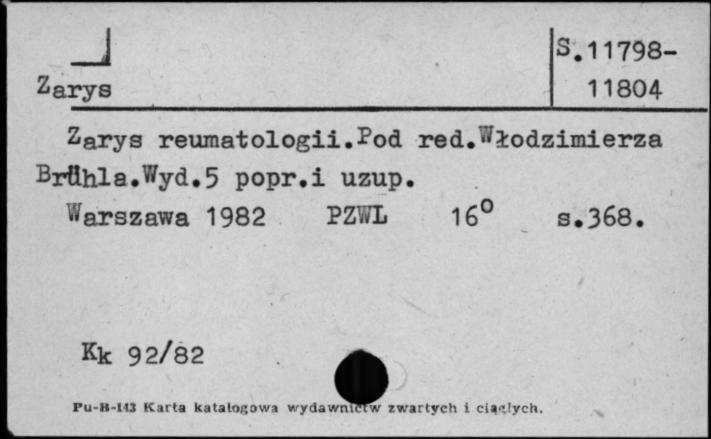 S.11798-
Zarys 11804
Zarys reumatologii.Pod red.Włodzimierza
Brühla.Wyd.5 popr.i uzup.
Warszawa 1982 PZWL 16° s.368.
Kk 92/82
Pu-B-143 Karta katalogowa wydawnictw zwartych i ciągłych.